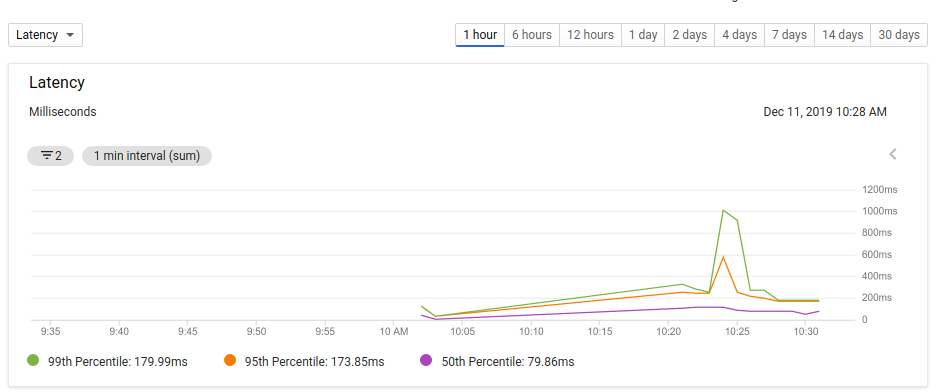 Latency
1 hour 6 hours 12 hours 1 day 2 days 4 days 7 days 14 days 30 days
Latency
Milliseconds Dec 11, 2019 10:28 AM
2 1 min interval (sum)
1200ms
1000ms
800ms
600ms
400ms
200ms
0
9:35 9:40 9:45 9:50 9:55 10 AM 10:05 10:10 10:15 10:20 10:25 10:30
99th Percentile: 179.99ms 95th Percentile: 173.85ms 50th Percentile: 79.86ms